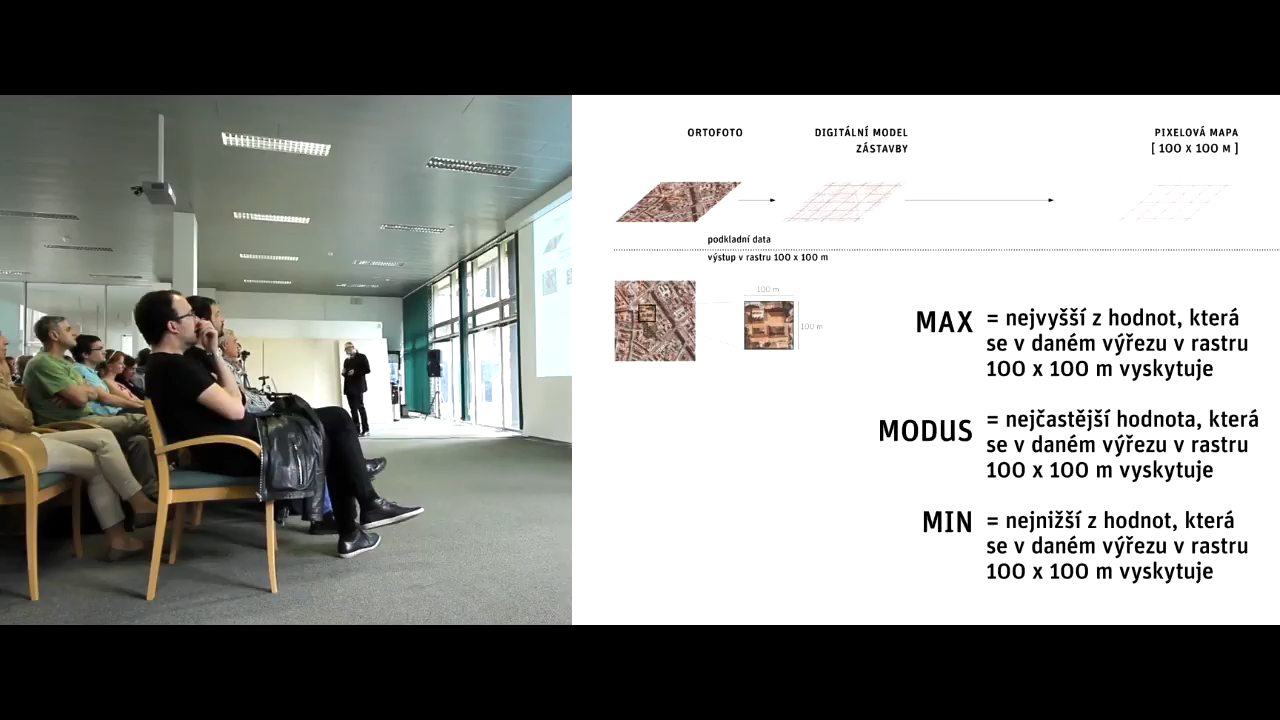 ORTOFOTO
DIGITÁLNÍ MODEL
ZÁSTAVBY
PIXELOVÁ MAPA
[ 100 X 100 M ]
podkladní data
výstup v rastru 100 x 100 m
100 m
100 m
MAX = nejvyšší z hodnot, která
se v daném výřezu v rastru
100 x 100 m vyskytuje
MODUS = nejčastější hodnota, která
se v daném výřezu v rastru
100 x 100 m vyskytuje
MIN = nejnižší z hodnot, která
se v daném výřezu v rastru
100 x 100 m vyskytuje